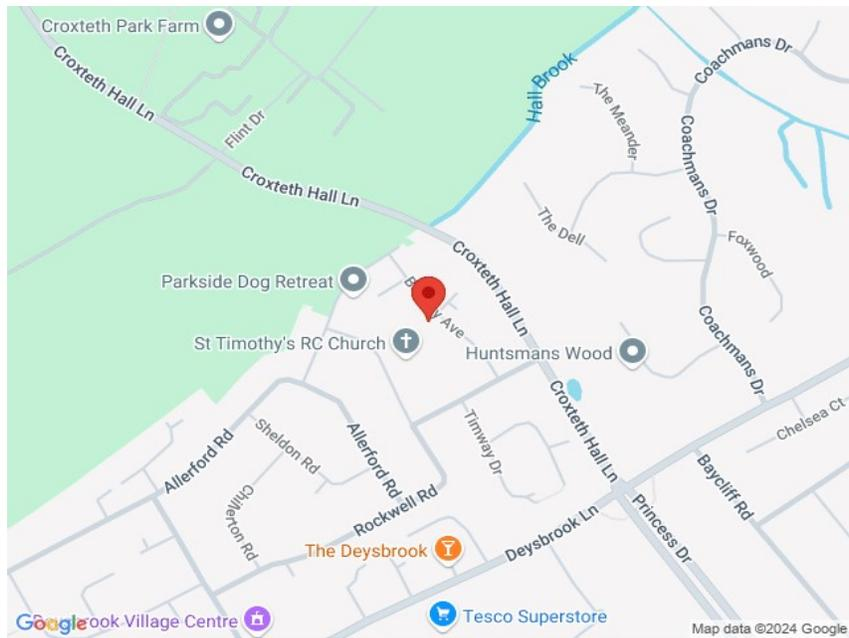 Croxteth Park Farm
Croxteth Hall Ln
Flint Dr
Croxteth Hall Ln
Hall Brook
The Meander
Coachmans Dr
Coachmans Dr
The Dell
Foxwood
Croxteth Hall Ln
Parkside Dog Retreat
Ave
St Timothy's RC Church
Huntsmans Wood
Coachmans Dr
Croxteth Hall Ln
Chelsea Ct
Allerford Rd
Sheldon Rd
Allerford Rd
Timway Dr
Chillerton Rd
Rockwell Rd
Baycliff Rd
Princess Dr
Deysbrook Ln
The Deysbrook
Google
Village Centre
Tesco Superstore
Map data ©2024 Google